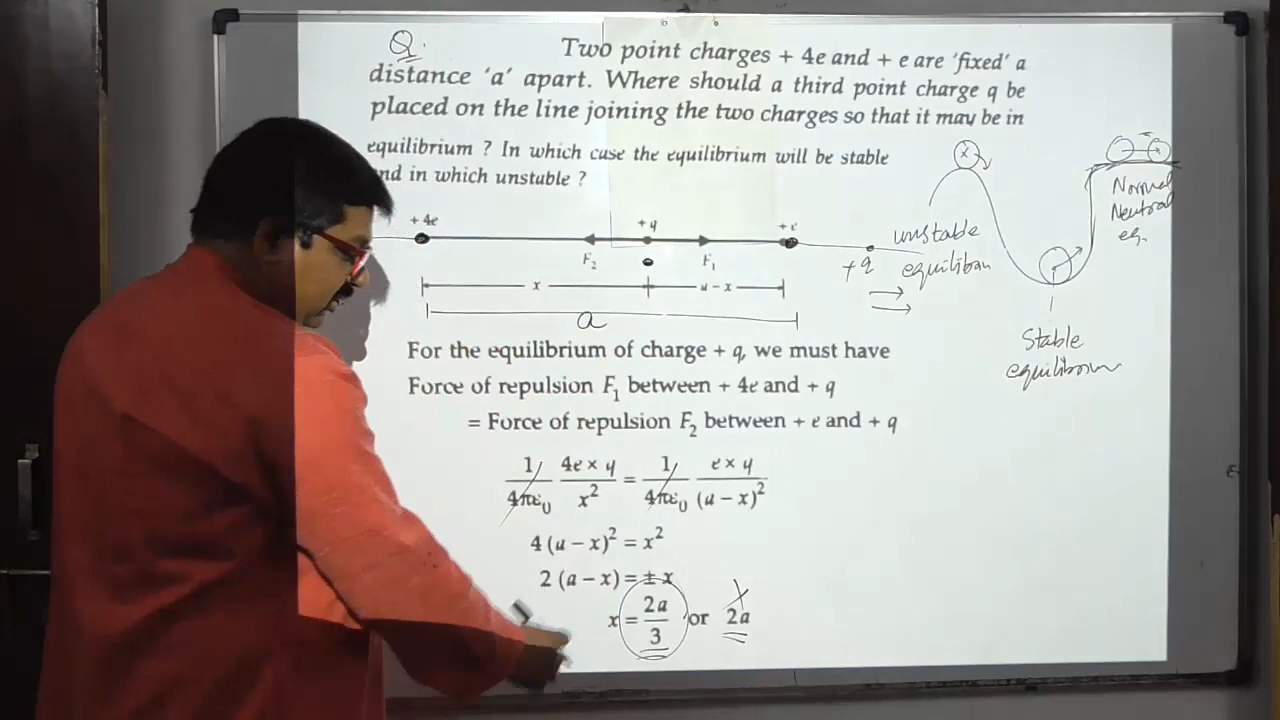 Q.
Two point charges + 4e and + e are 'fixed' a
distance 'a' apart. Where should a third point charge q be
placed on the line joining the two charges so that it may be in
equilibrium ? In which case the equilibrium will be stable
nd in which unstable ?
+ 4e
+ q
+ e
F₂
F₁
x
a − x
a
+q
unstable
equilibrium
Stable
equilibrium
Normal
Neutral
eq.
For the equilibrium of charge + q, we must have
Force of repulsion F₁ between + 4e and + q
= Force of repulsion F₂ between + e and + q
1/4πε₀ 4e × q/x² = 1/4πε₀ e × q/(a − x)²
4 (a − x)² = x²
2 (a − x) = ± x
x = 2a/3 or 2a